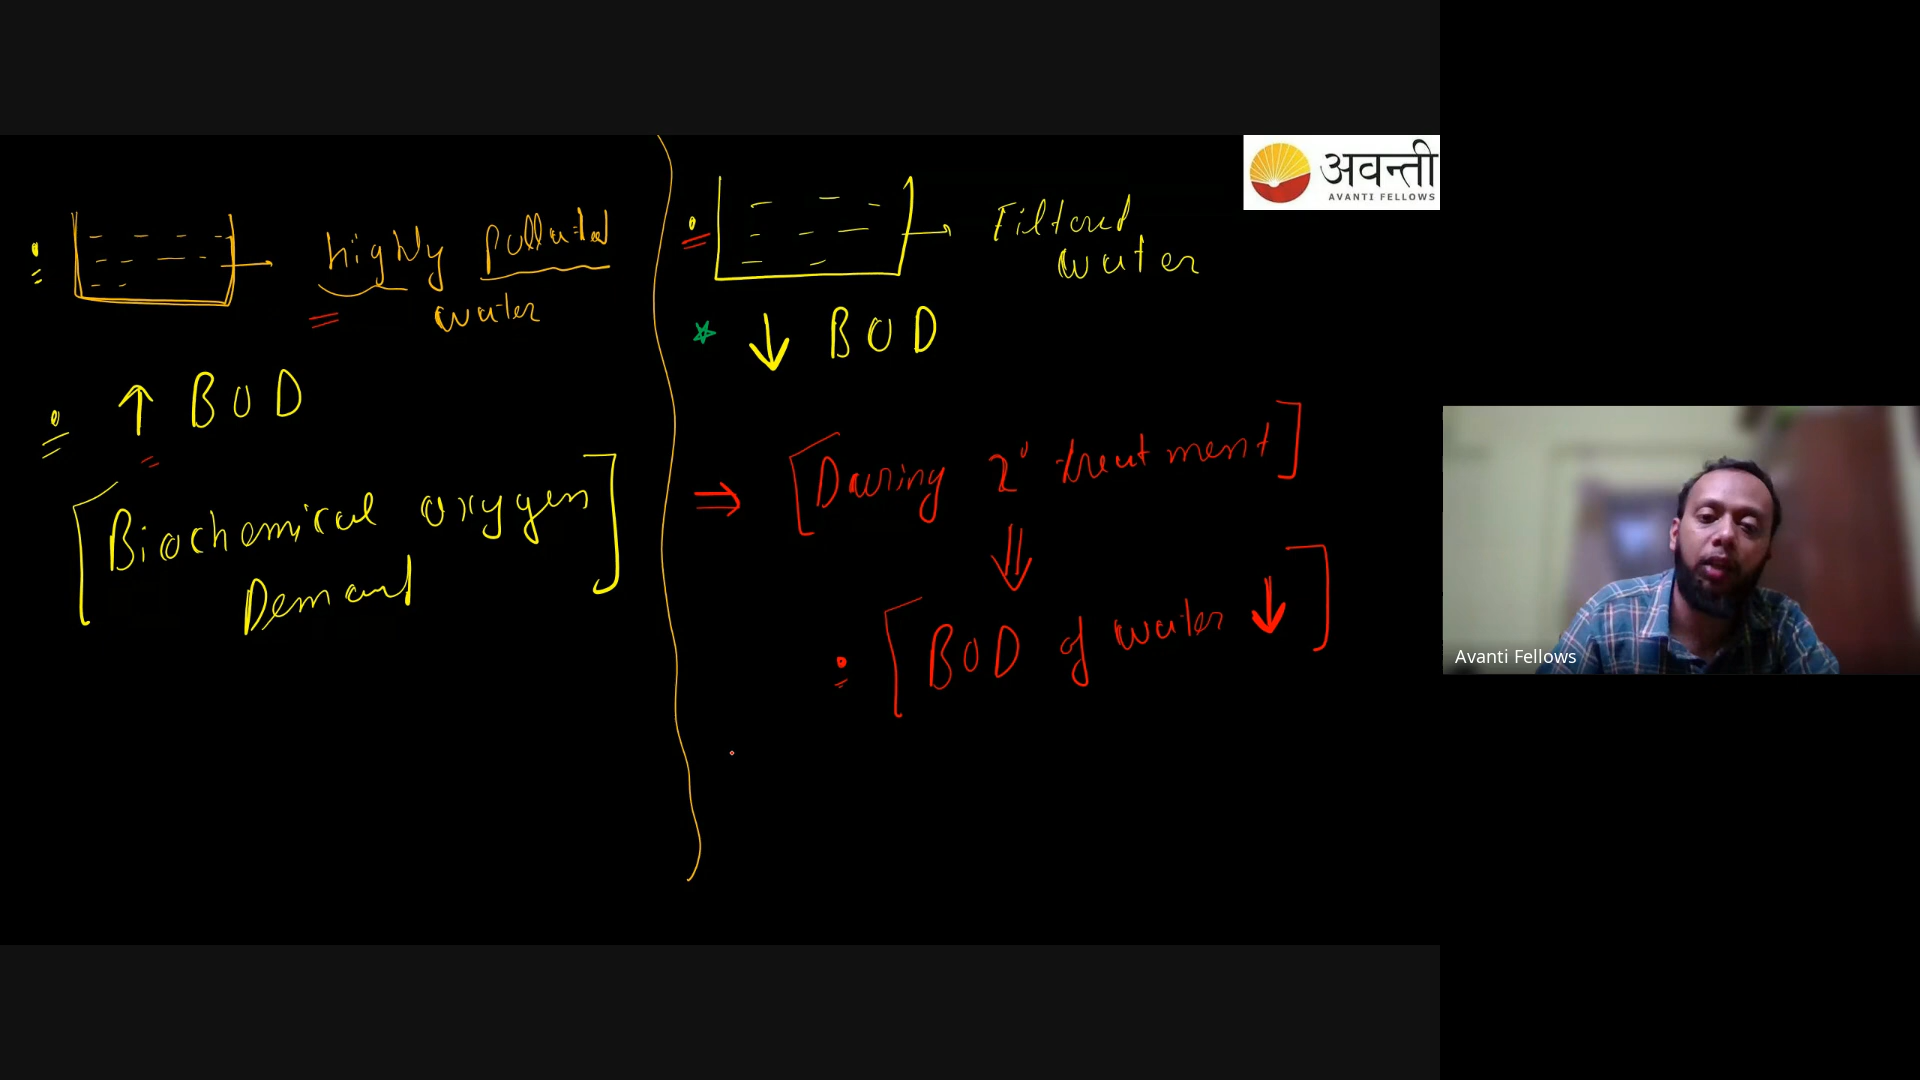 highly polluted
water
↑ BOD
[Biochemical oxygen
Demand]
Filtered
water
↓ BOD
⇒ [During 2° treatment]
⇓
[BOD of water ↓]
अवन्ती
AVANTI FELLOWS
Avanti Fellows